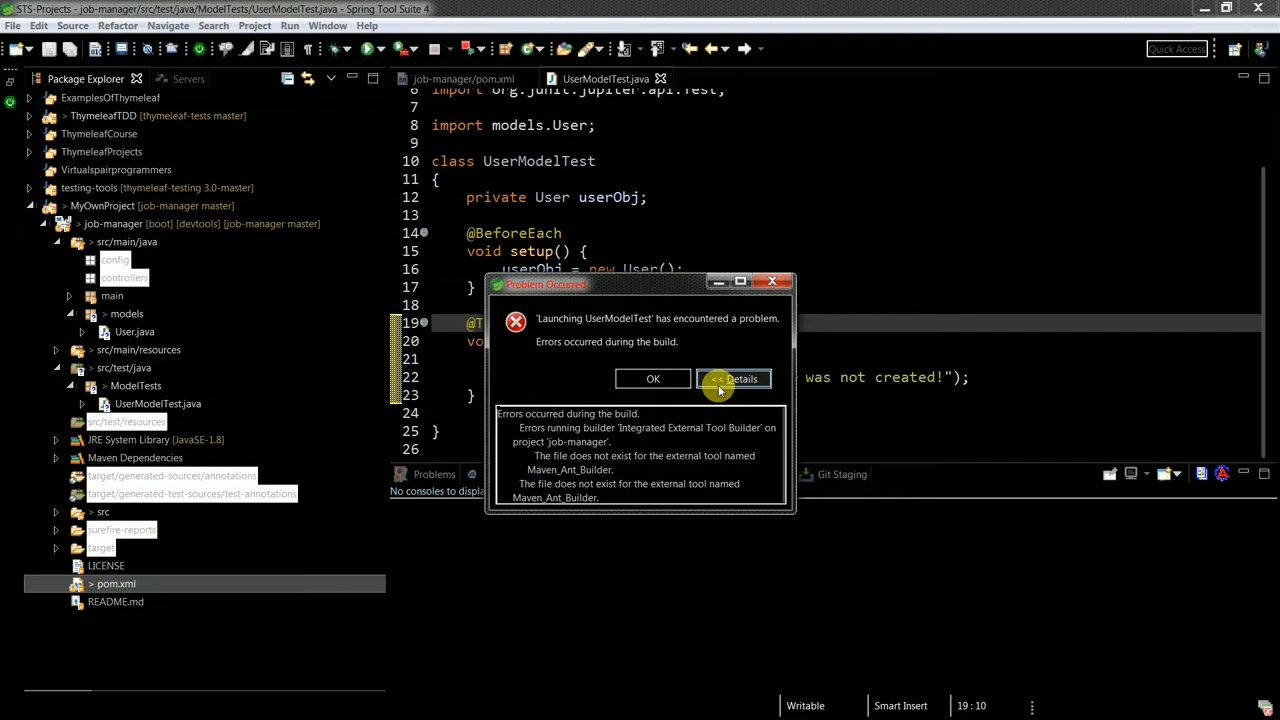 STS-Projects - job-manager/src/test/java/ModelTests/UserModelTest.java - Spring Tool Suite 4
File Edit Source Refactor Navigate Search Project Run Window Help
Quick Access
Package Explorer
Servers
ExamplesOfThymeleaf
> ThymeleafTDD [thymeleaf-tests master]
ThymeleafCourse
ThymeleafProjects
Virtualspairprogrammers
testing-tools [thymeleaf-testing 3.0-master]
MyOwnProject [job-manager master]
> job-manager [boot] [devtools] [job-manager master]
> src/main/java
config
controllers
main
> models
> User.java
> src/main/resources
> src/test/java
> ModelTests
> UserModelTest.java
src/test/resources
JRE System Library [JavaSE-1.8]
Maven Dependencies
target/generated-sources/annotations
target/generated-test-sources/test-annotations
> src
surefire-reports
target
LICENSE
> pom.xml
README.md
job-manager/pom.xml
UserModelTest.java
6 import org.junit.jupiter.api.Test;
7
8 import models.User;
9
10 class UserModelTest
11 {
12 private User userObj;
13
14 @BeforeEach
15 void setup() {
16 userObj = new User();
17 }
18
19 @T
20 vo
21
22 was not created!");
23 }
24
25 }
26
Problem Occurred
'Launching UserModelTest' has encountered a problem.
Errors occurred during the build.
OK
<< Details
Errors occurred during the build.
Errors running builder 'Integrated External Tool Builder' on
project 'job-manager'.
The file does not exist for the external tool named
Maven_Ant_Builder.
The file does not exist for the external tool named
Maven_Ant_Builder.
Problems
Git Staging
No consoles to displa
Writable
Smart Insert
19 : 10